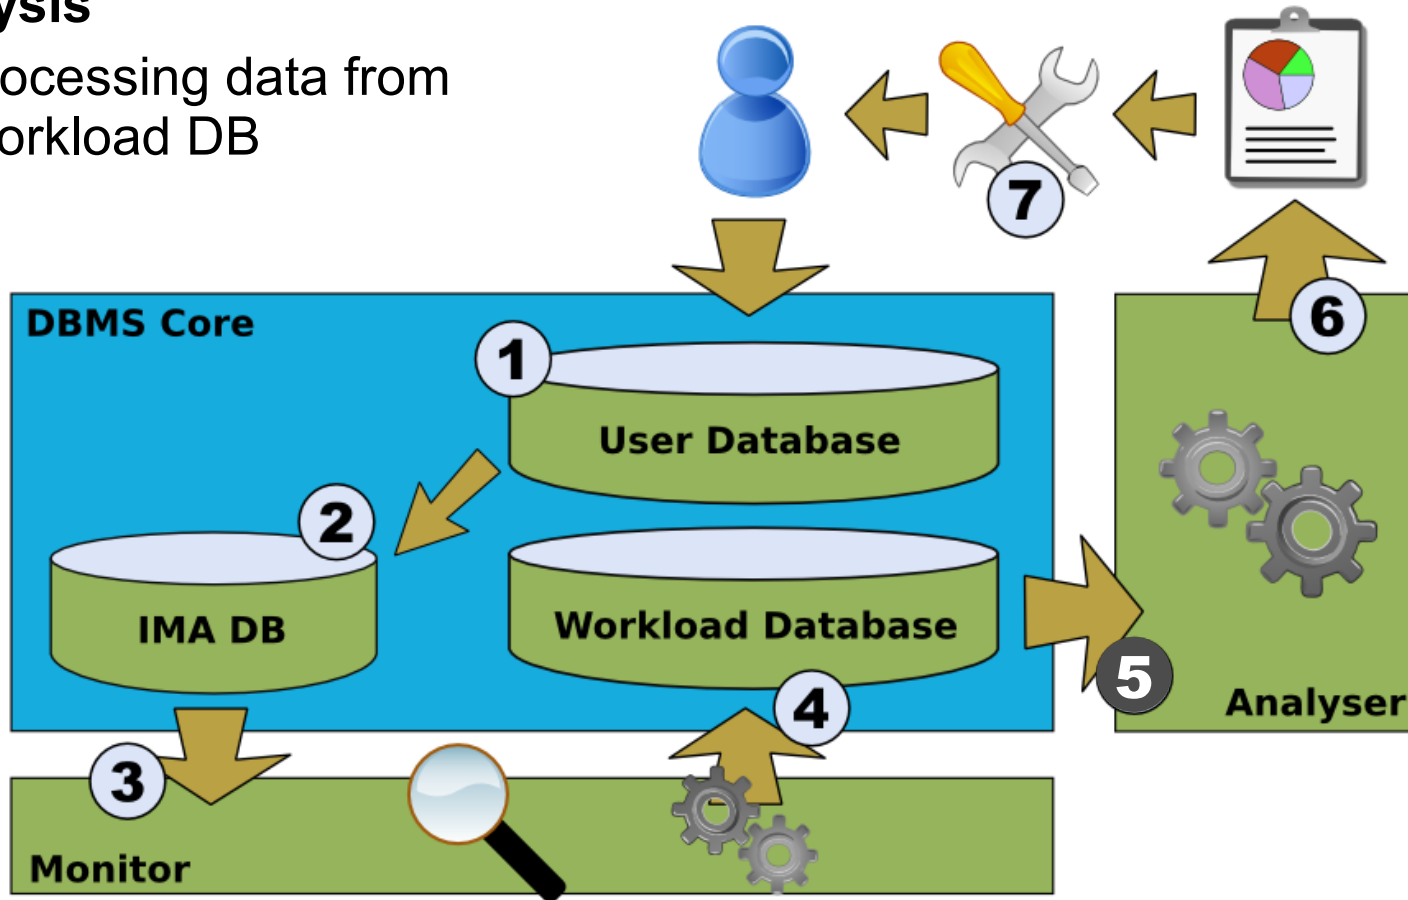 ysis
ocessing data from
orkload DB
7
6
DBMS Core
1
User Database
2
IMA DB
Workload Database
5
4
Analyser
3
Monitor